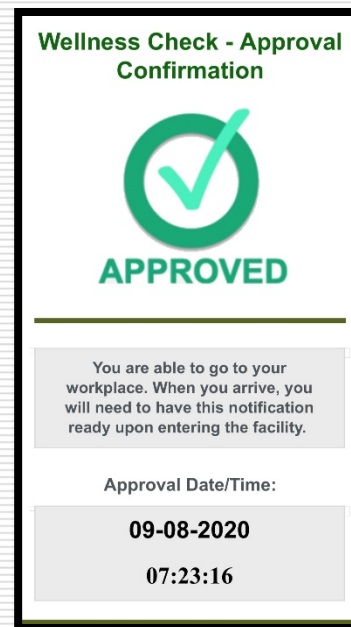 Wellness Check - Approval
Confirmation
APPROVED
You are able to go to your
workplace. When you arrive, you
will need to have this notification
ready upon entering the facility.
Approval Date/Time:
09-08-2020
07:23:16